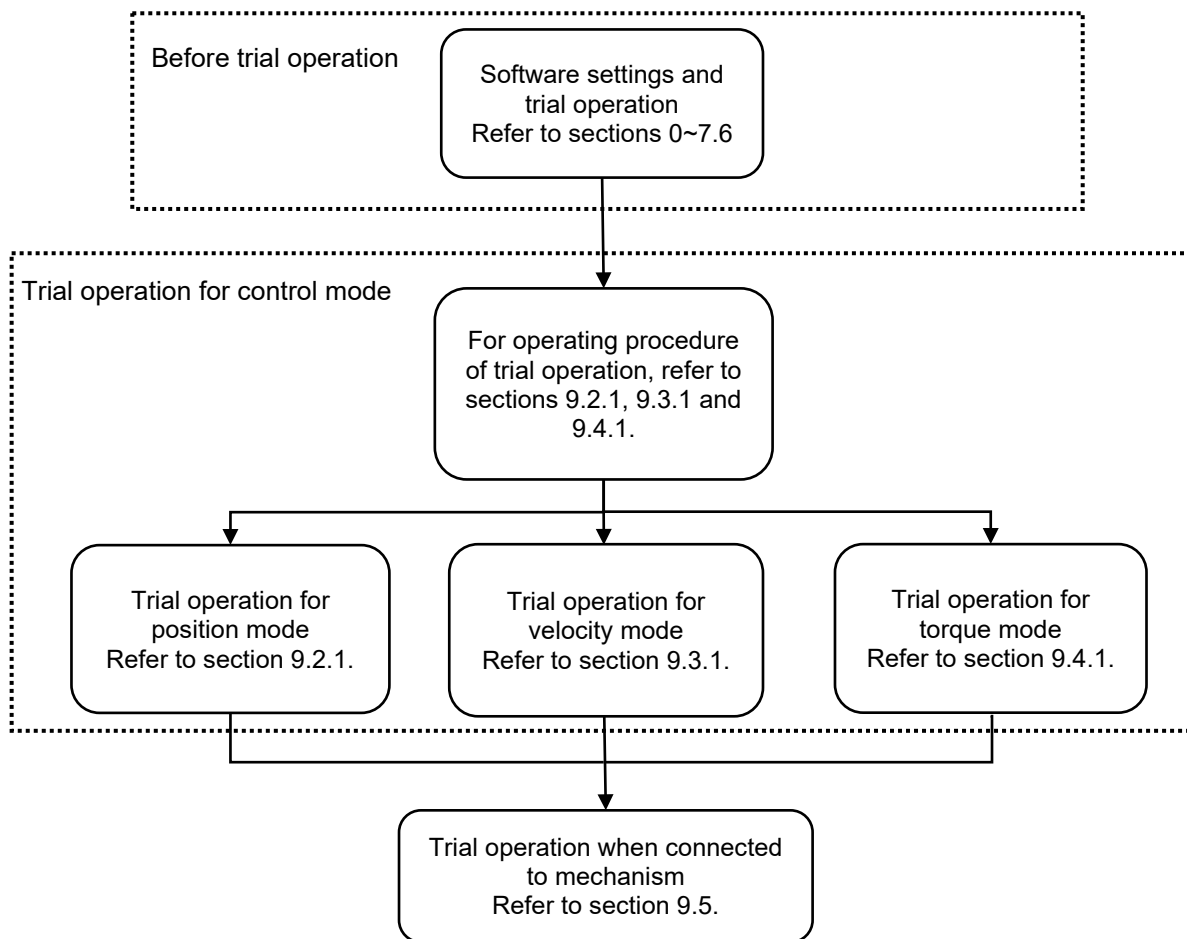 Before trial operation
Software settings and
trial operation
Refer to sections 0~7.6
Trial operation for control mode
For operating procedure
of trial operation, refer to
sections 9.2.1, 9.3.1 and
9.4.1.
Trial operation for
position mode
Refer to section 9.2.1.
Trial operation for
velocity mode
Refer to section 9.3.1.
Trial operation for
torque mode
Refer to section 9.4.1.
Trial operation when connected
to mechanism
Refer to section 9.5.